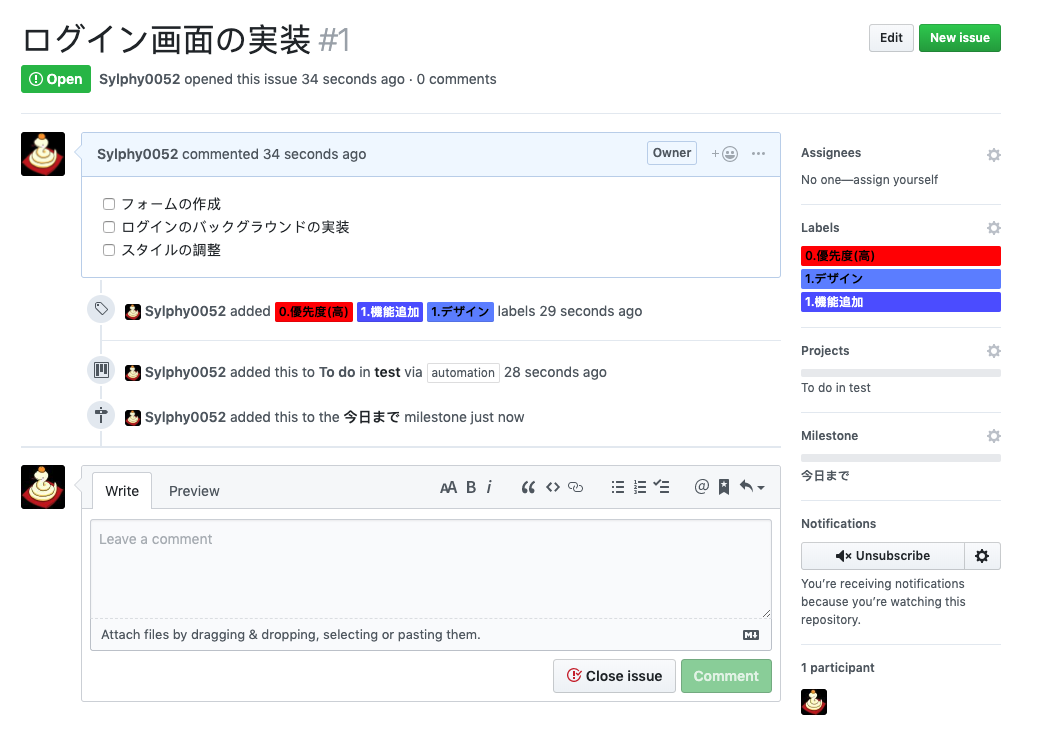 ログイン画面の実装 #1
Edit
New issue
Open
Sylphy0052 opened this issue 34 seconds ago · 0 comments
Sylphy0052 commented 34 seconds ago
Owner
フォームの作成
ログインのバックグラウンドの実装
スタイルの調整
Sylphy0052 added 0.優先度(高) 1.機能追加 1.デザイン labels 29 seconds ago
Sylphy0052 added this to To do in test via automation 28 seconds ago
Sylphy0052 added this to the 今日まで milestone just now
Write
Preview
AA B i
@
Leave a comment
Attach files by dragging & dropping, selecting or pasting them.
M
Close issue
Comment
Assignees
No one—assign yourself
Labels
0.優先度(高)
1.デザイン
1.機能追加
Projects
To do in test
Milestone
今日まで
Notifications
Unsubscribe
You’re receiving notifications
because you’re watching this
repository.
1 participant